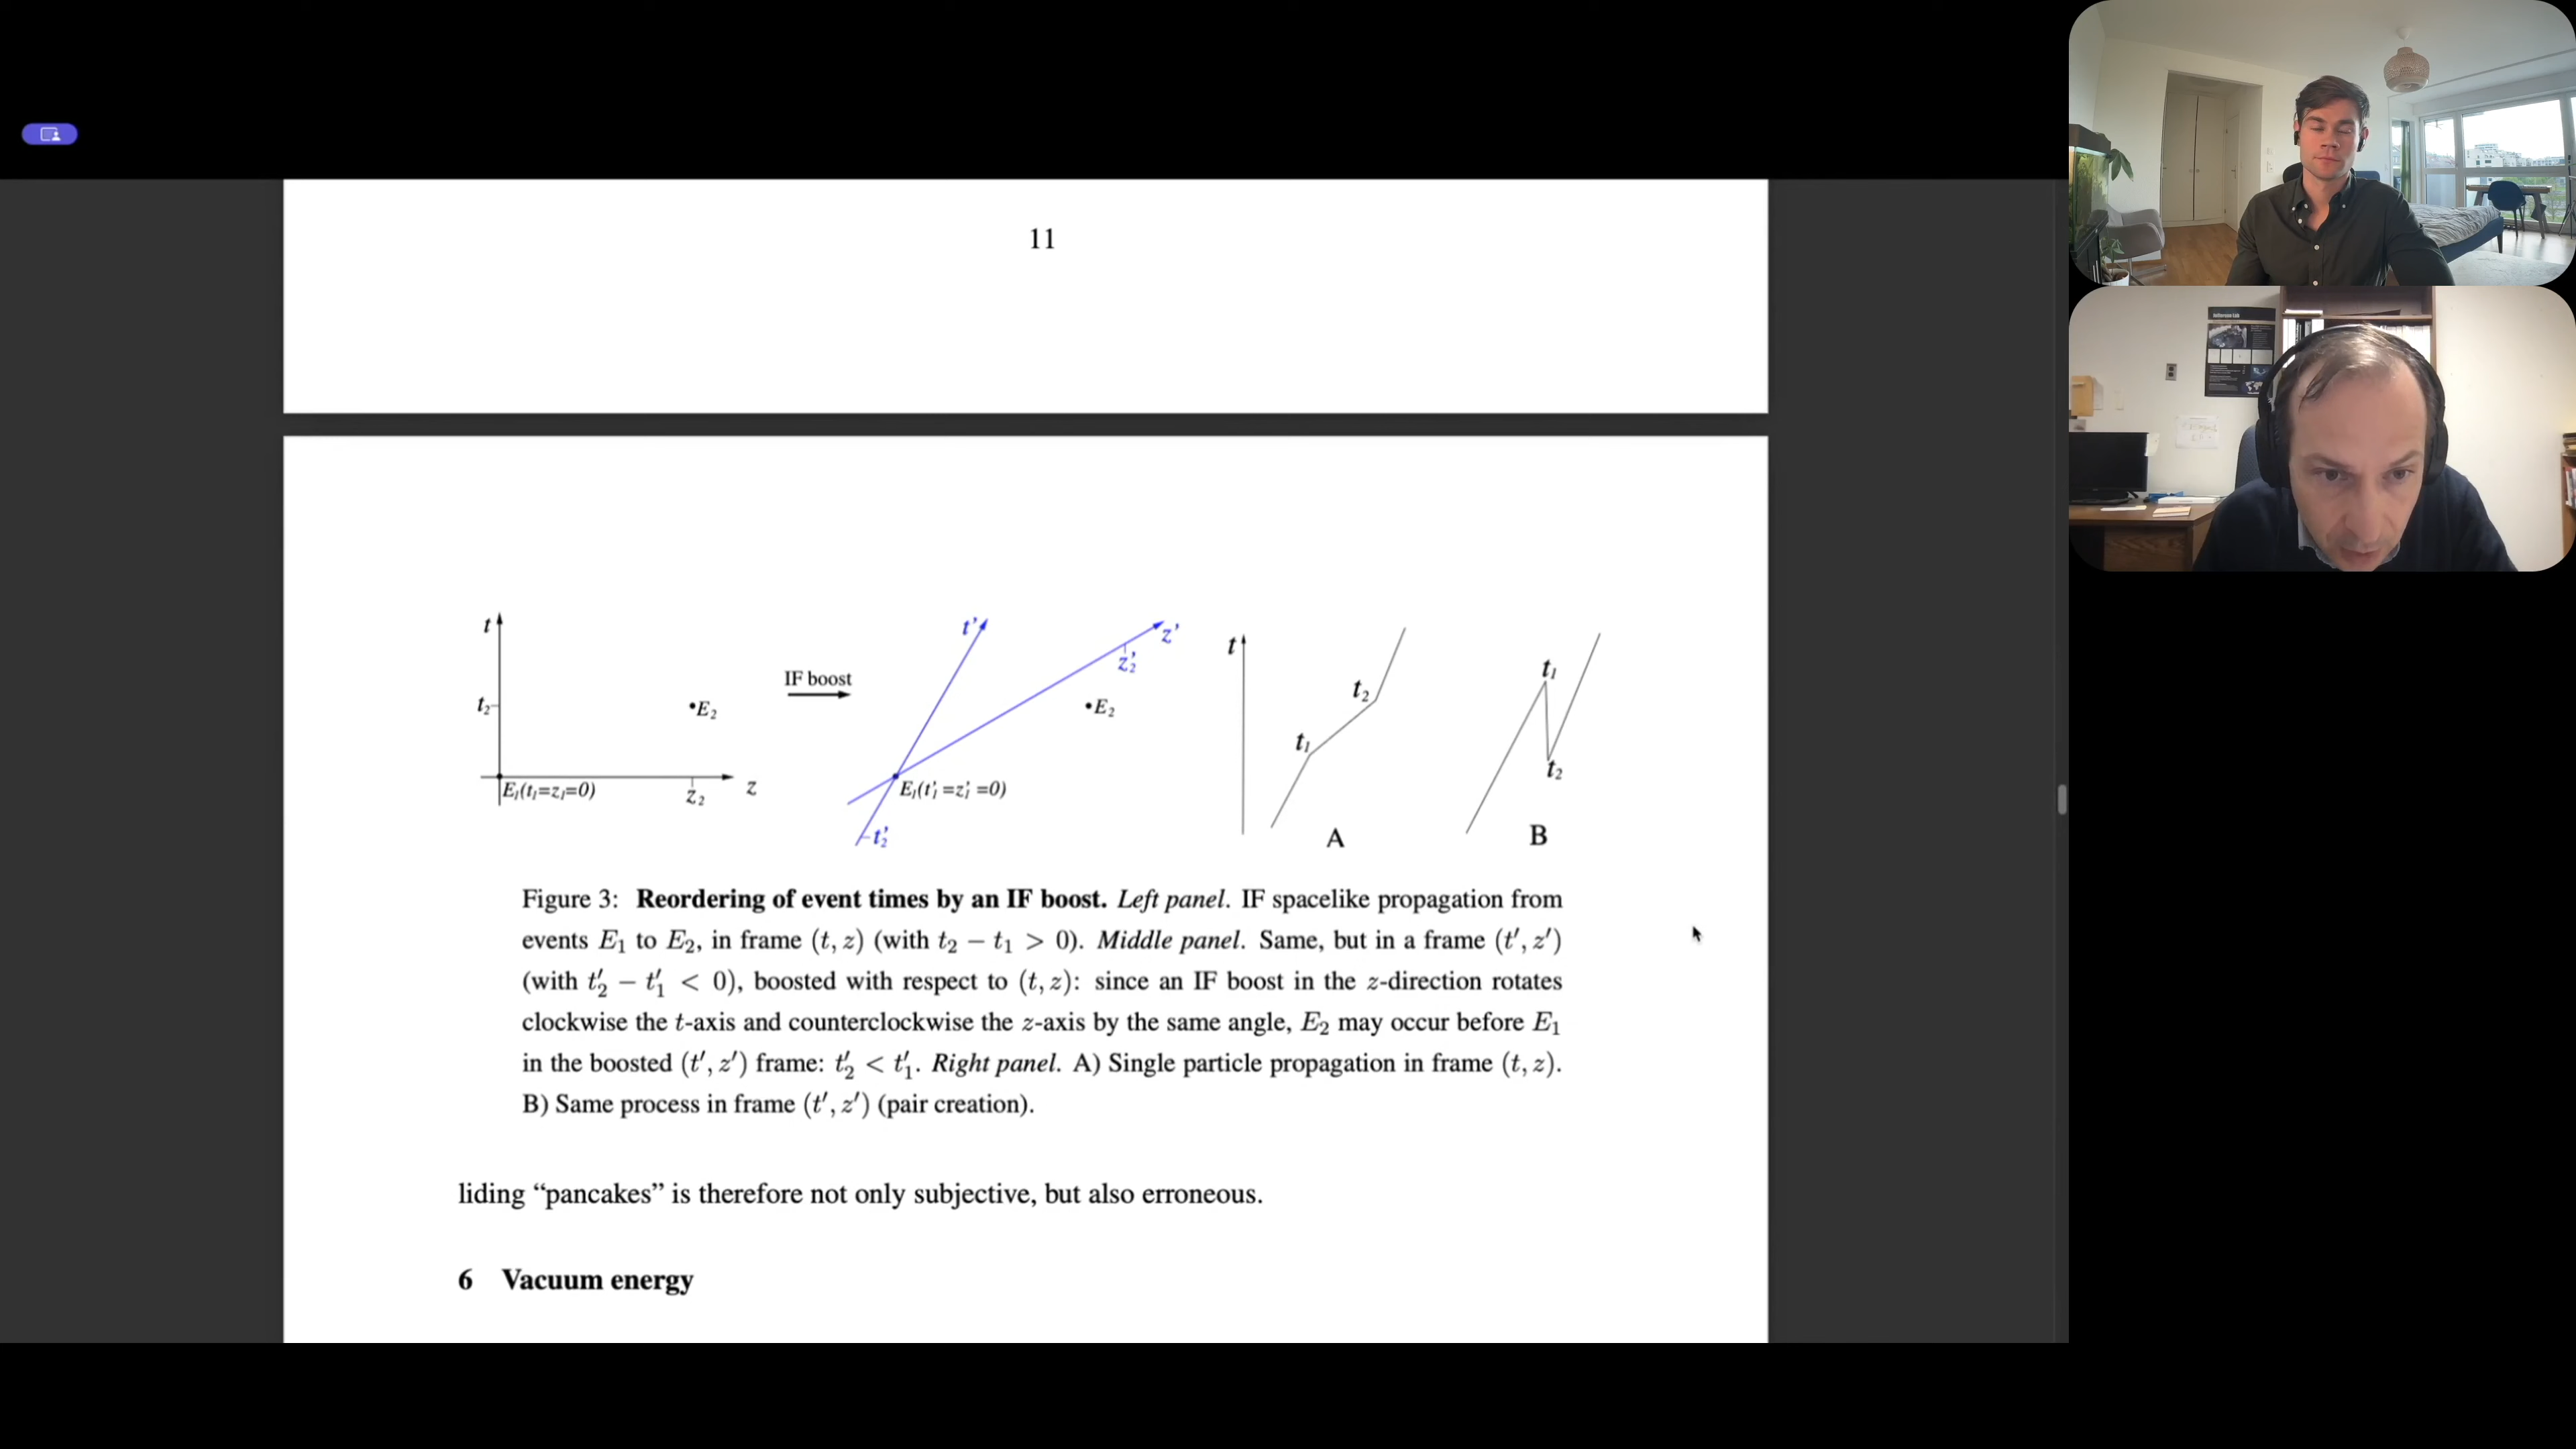 11
t
t₂
•E₂
E₁(t₁=z₁=0)
z₂
z
IF boost
t'
z'
z'₂
•E₂
E₁(t'₁=z'₁=0)
t'₂
t
t₂
t₁
A
t₁
t₂
B
Figure 3: Reordering of event times by an IF boost. Left panel. IF spacelike propagation from
events E₁ to E₂, in frame (t, z) (with t₂ − t₁ > 0). Middle panel. Same, but in a frame (t′, z′)
(with t′₂ − t′₁ < 0), boosted with respect to (t, z): since an IF boost in the z-direction rotates
clockwise the t-axis and counterclockwise the z-axis by the same angle, E₂ may occur before E₁
in the boosted (t′, z′) frame: t′₂ < t′₁. Right panel. A) Single particle propagation in frame (t, z).
B) Same process in frame (t′, z′) (pair creation).
liding “pancakes” is therefore not only subjective, but also erroneous.
6 Vacuum energy